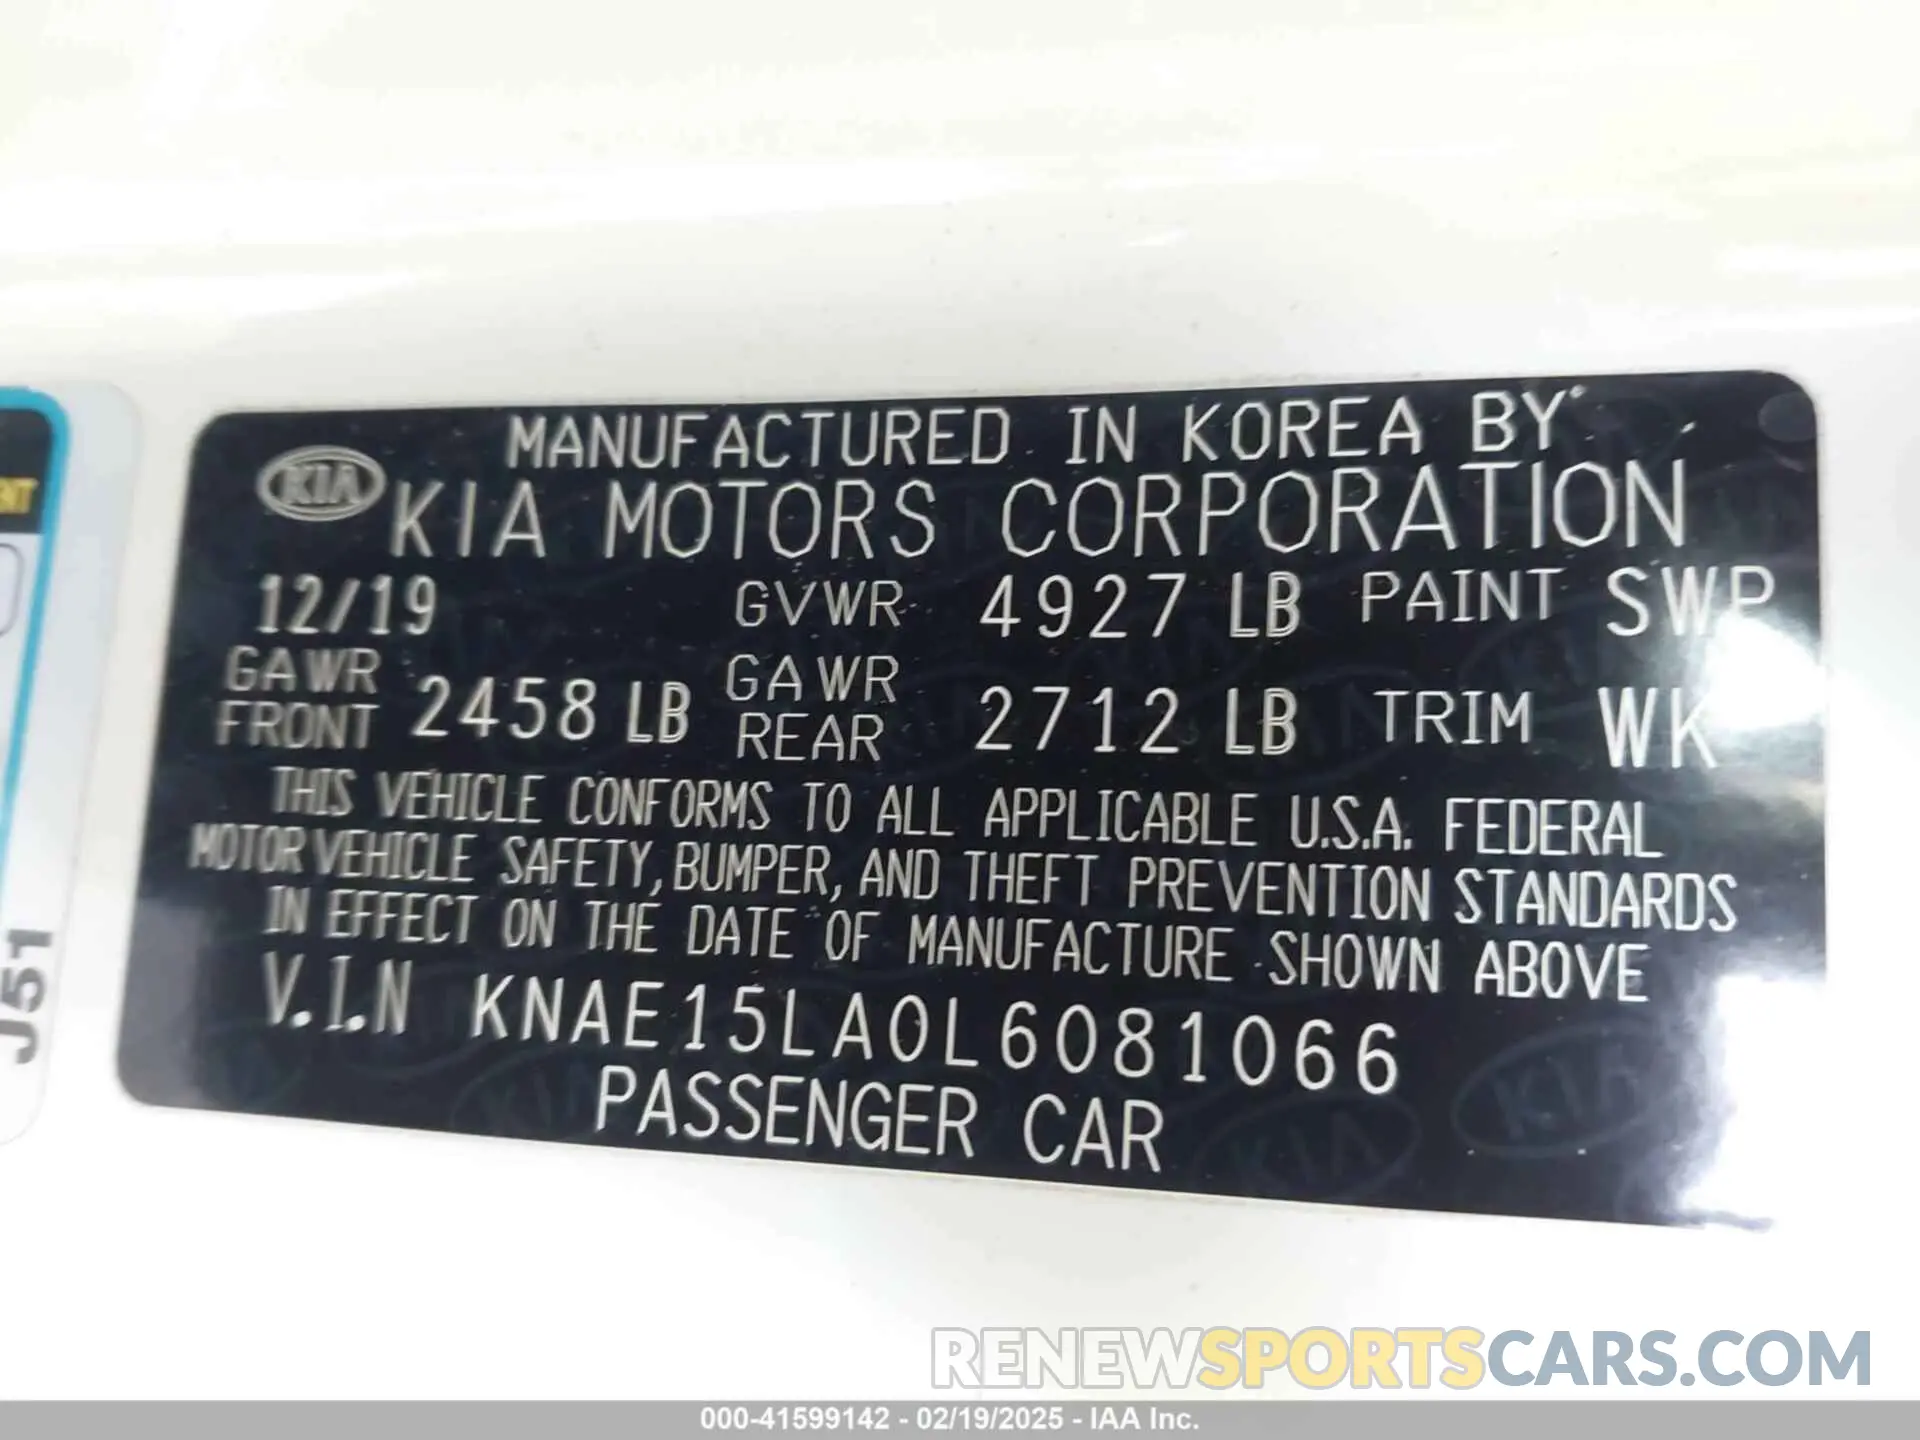 MANUFACTURED IN KOREA BY
KIA KIA MOTORS CORPORATION
12/19 GVWR 4927 LB PAINT SWP
GAWR FRONT 2458 LB GAWR REAR 2712 LB TRIM WK
THIS VEHICLE CONFORMS TO ALL APPLICABLE U.S.A. FEDERAL
MOTOR VEHICLE SAFETY, BUMPER, AND THEFT PREVENTION STANDARDS
IN EFFECT ON THE DATE OF MANUFACTURE SHOWN ABOVE
V.I.N KNAE15LA0L6081066
PASSENGER CAR
J51
RENEWSPORTSCARS.COM
000-41599142 - 02/19/2025 - IAA Inc.